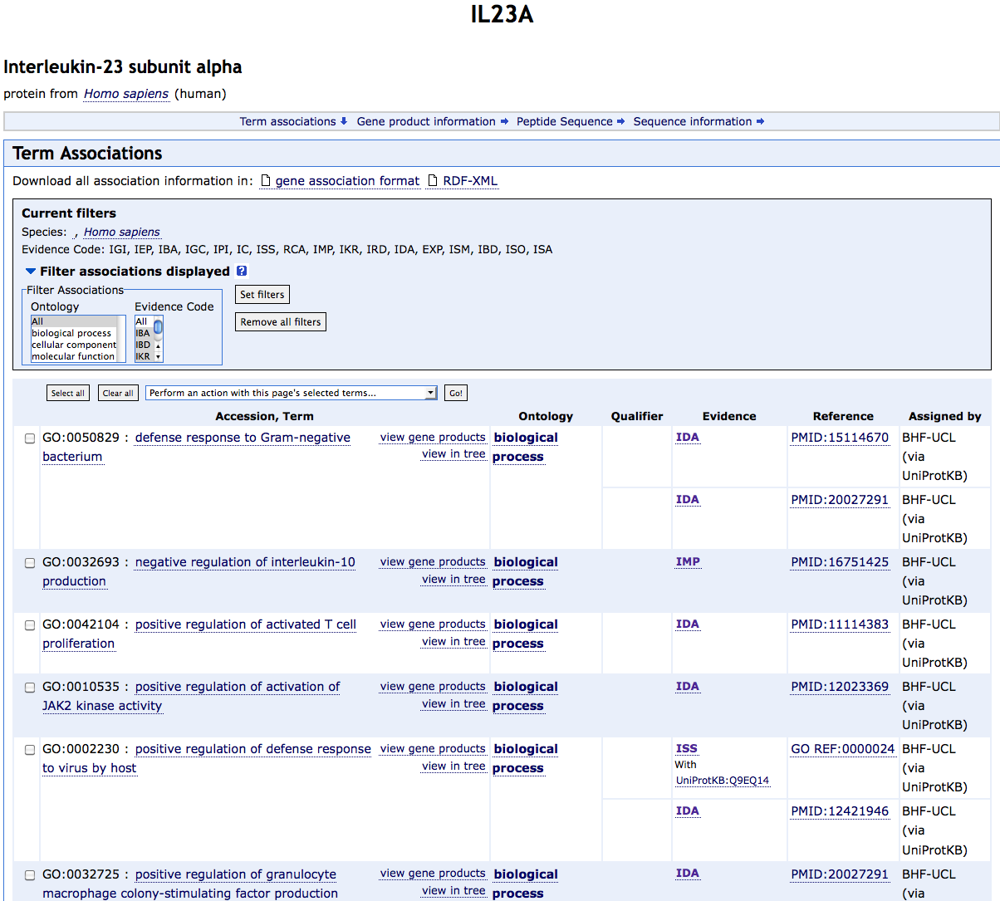 IL23A
Interleukin-23 subunit alpha
protein from Homo sapiens (human)
Term associations Gene product information Peptide Sequence Sequence information
Term Associations
Download all association information in: gene association format RDF-XML
Current filters
Species: , Homo sapiens
Evidence Code: IGI, IEP, IBA, IGC, IPI, IC, ISS, RCA, IMP, IKR, IRD, IDA, EXP, ISM, IBD, ISO, ISA
Filter associations displayed ?
Filter Associations
Ontology Evidence Code
All
biological process
cellular component
molecular function
All
IBA
IBD
IKR
Set filters
Remove all filters
Select all Clear all Perform an action with this page's selected terms... Go!
Accession, Term Ontology Qualifier Evidence Reference Assigned by
GO:0050829 : defense response to Gram-negative
bacterium
view gene products
view in tree
biological
process
IDA
PMID:15114670
BHF-UCL
(via
UniProtKB)
IDA
PMID:20027291
BHF-UCL
(via
UniProtKB)
GO:0032693 : negative regulation of interleukin-10
production
view gene products
view in tree
biological
process
IMP
PMID:16751425
BHF-UCL
(via
UniProtKB)
GO:0042104 : positive regulation of activated T cell
proliferation
view gene products
view in tree
biological
process
IDA
PMID:11114383
BHF-UCL
(via
UniProtKB)
GO:0010535 : positive regulation of activation of
JAK2 kinase activity
view gene products
view in tree
biological
process
IDA
PMID:12023369
BHF-UCL
(via
UniProtKB)
GO:0002230 : positive regulation of defense response
to virus by host
view gene products
view in tree
biological
process
ISS
With
UniProtKB:Q9EQ14
GO REF:0000024
BHF-UCL
(via
UniProtKB)
IDA
PMID:12421946
BHF-UCL
(via
UniProtKB)
GO:0032725 : positive regulation of granulocyte
macrophage colony-stimulating factor production
view gene products
view in tree
biological
process
IDA
PMID:20027291
BHF-UCL
(via